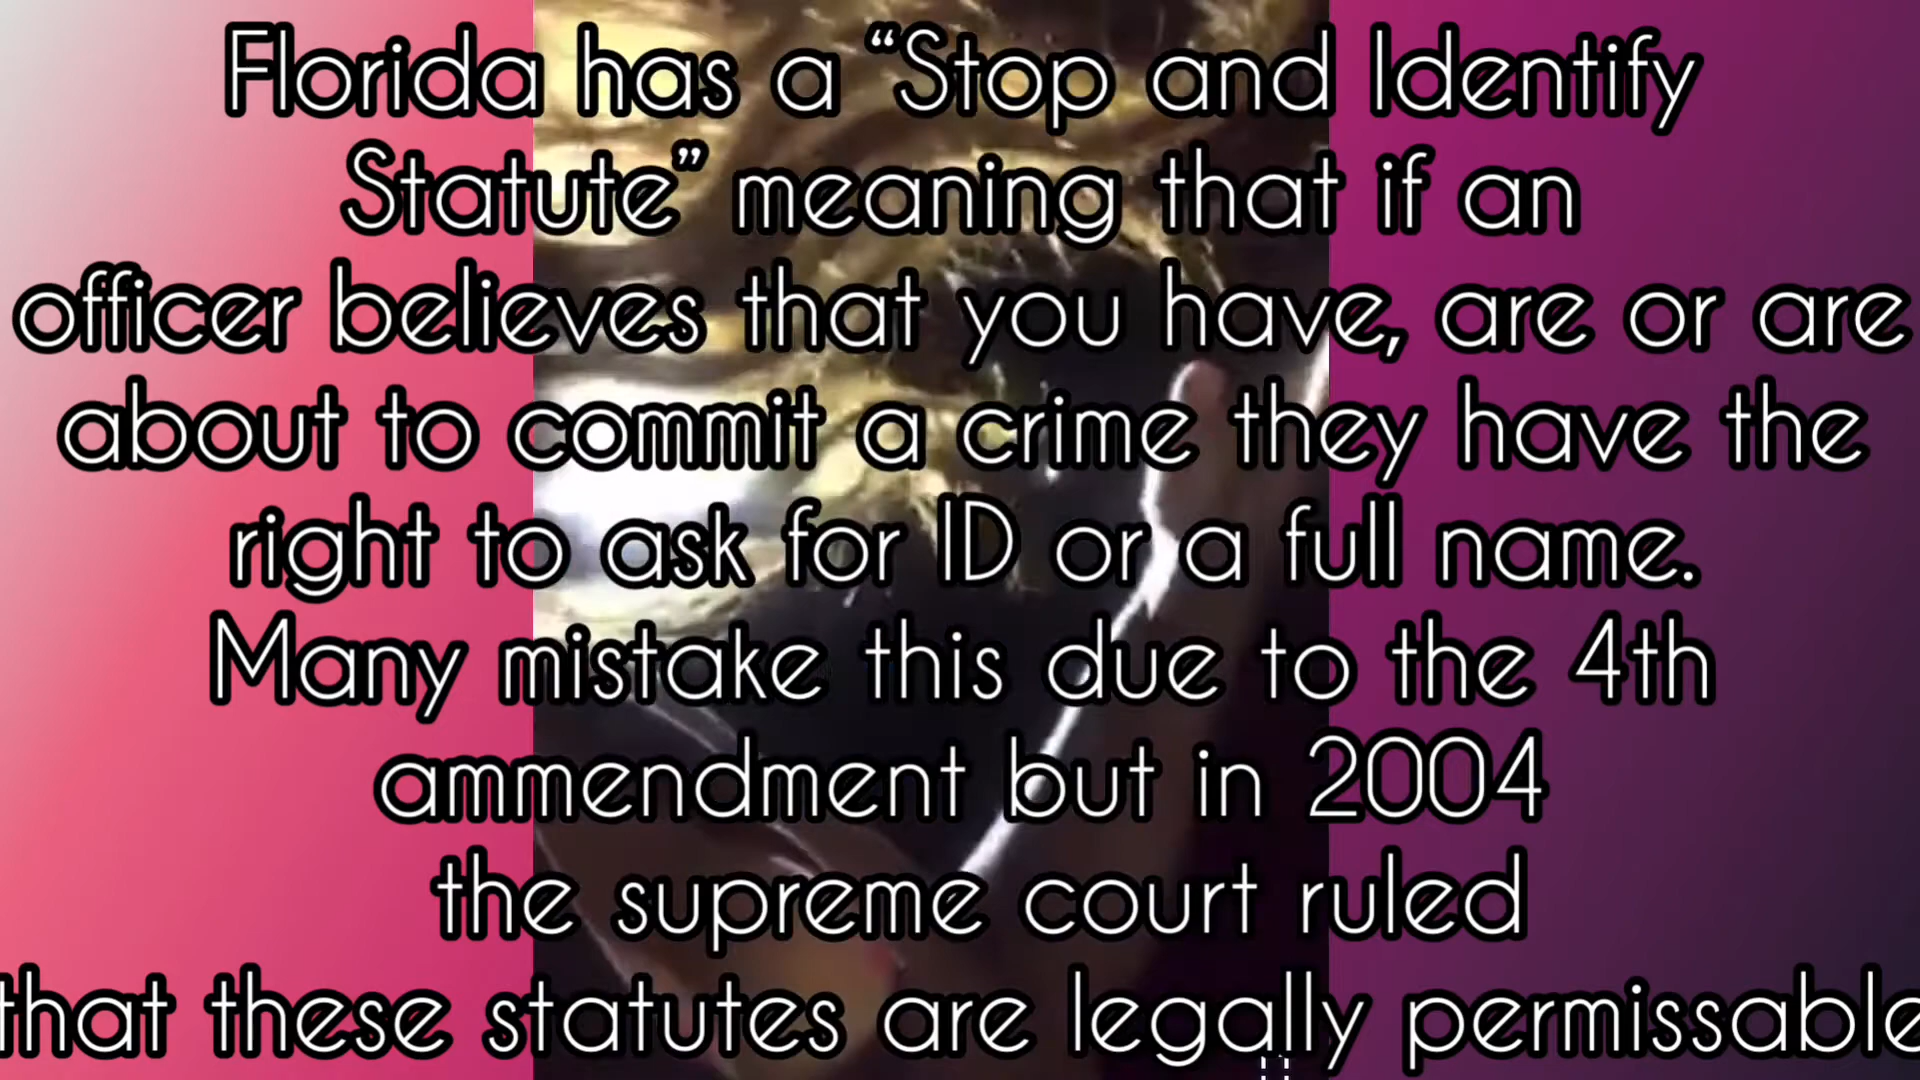 Florida has a “Stop and Identify
Statute” meaning that if an
officer believes that you have, are or are
about to commit a crime they have the
right to ask for ID or a full name.
Many mistake this due to the 4th
ammendment but in 2004
the supreme court ruled
that these statutes are legally permissable